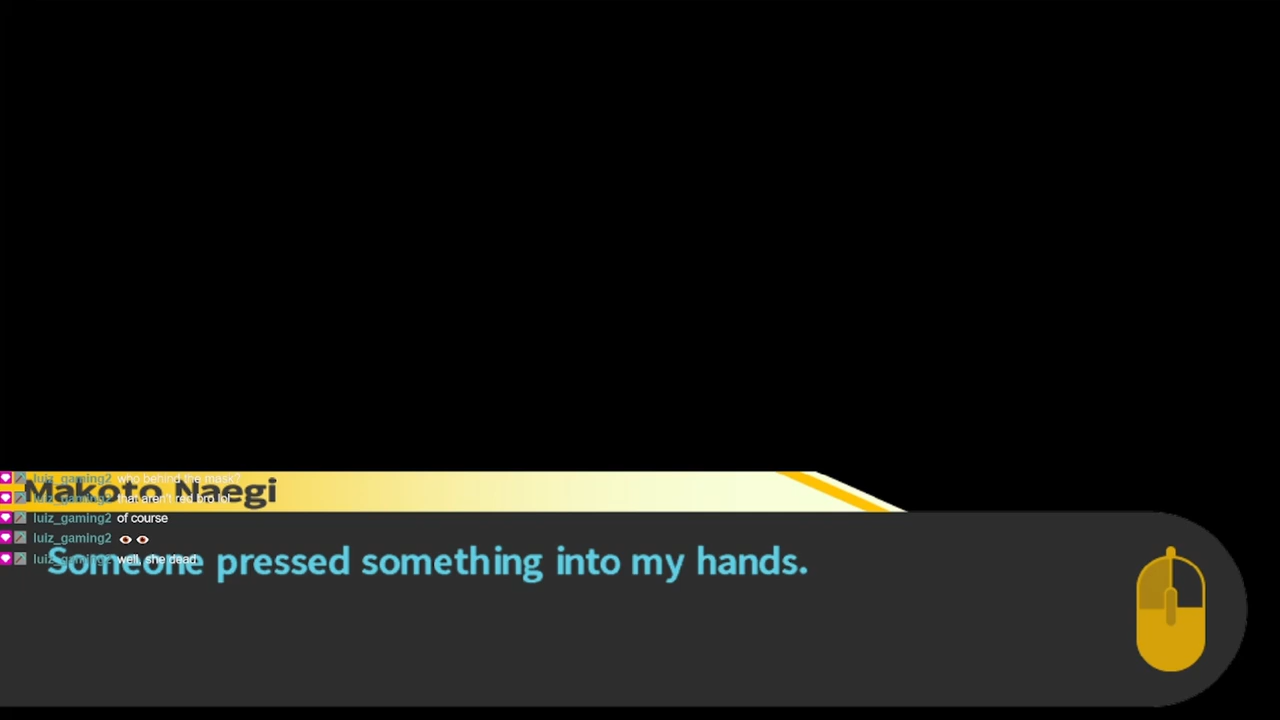 luiz_gaming2 who behind the mask?
Makoto Naegi
luiz_gaming2 that aren't red bro lol
luiz_gaming2 of course
luiz_gaming2 👁️👁️
luiz_gaming2 well, she dead
Someone pressed something into my hands.